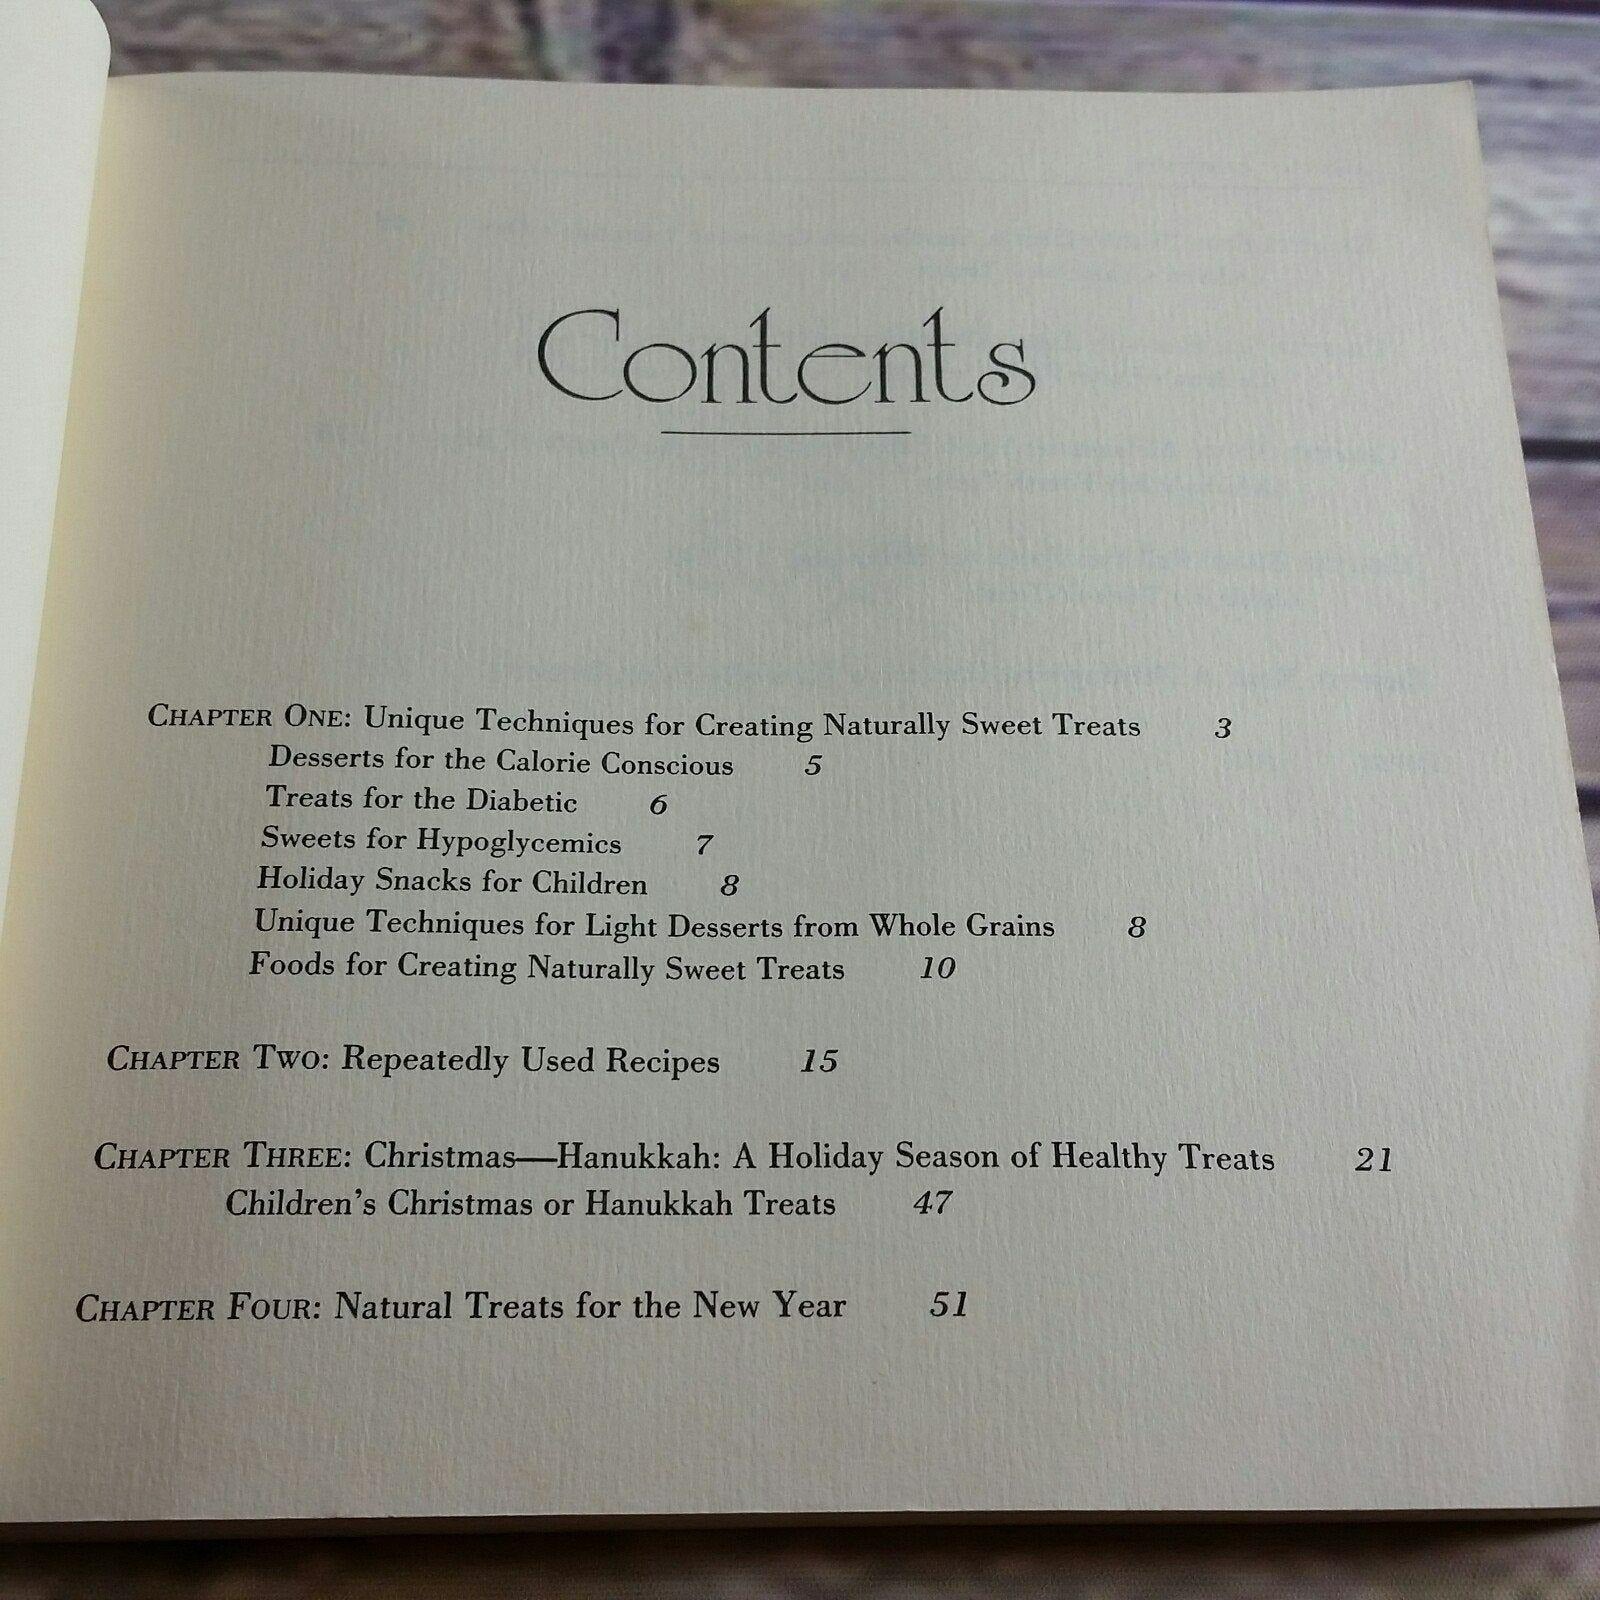 Contents
CHAPTER ONE: Unique Techniques for Creating Naturally Sweet Treats 3
Desserts for the Calorie Conscious 5
Treats for the Diabetic 6
Sweets for Hypoglycemics 7
Holiday Snacks for Children 8
Unique Techniques for Light Desserts from Whole Grains 8
Foods for Creating Naturally Sweet Treats 10
CHAPTER TWO: Repeatedly Used Recipes 15
CHAPTER THREE: Christmas—Hanukkah: A Holiday Season of Healthy Treats 21
Children's Christmas or Hanukkah Treats 47
CHAPTER FOUR: Natural Treats for the New Year 51